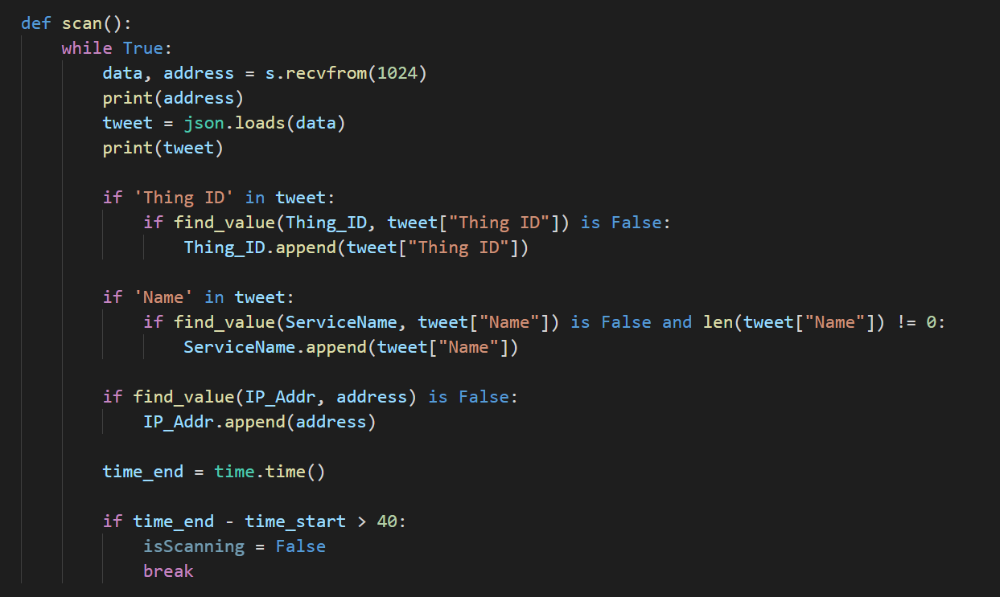 def scan():
    while True:
        data, address = s.recvfrom(1024)
        print(address)
        tweet = json.loads(data)
        print(tweet)

        if 'Thing ID' in tweet:
            if find_value(Thing_ID, tweet["Thing ID"]) is False:
                Thing_ID.append(tweet["Thing ID"])

        if 'Name' in tweet:
            if find_value(ServiceName, tweet["Name"]) is False and len(tweet["Name"]) != 0:
                ServiceName.append(tweet["Name"])

        if find_value(IP_Addr, address) is False:
            IP_Addr.append(address)

        time_end = time.time()

        if time_end - time_start > 40:
            isScanning = False
            break